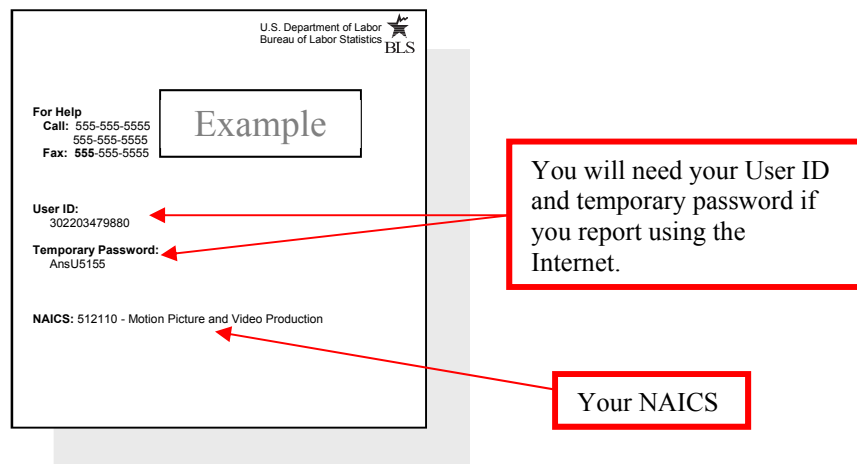 U.S. Department of Labor
Bureau of Labor Statistics
BLS
For Help
Call: 555-555-5555
555-555-5555
Fax: 555-555-5555
Example
User ID:
302203479880
Temporary Password:
AnsU5155
NAICS: 512110 - Motion Picture and Video Production
You will need your User ID
and temporary password if
you report using the
Internet.
Your NAICS